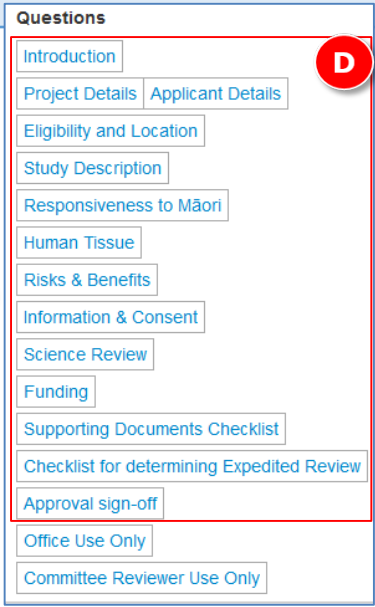 Questions
D
Introduction
Project Details Applicant Details
Eligibility and Location
Study Description
Responsiveness to Māori
Human Tissue
Risks & Benefits
Information & Consent
Science Review
Funding
Supporting Documents Checklist
Checklist for determining Expedited Review
Approval sign-off
Office Use Only
Committee Reviewer Use Only